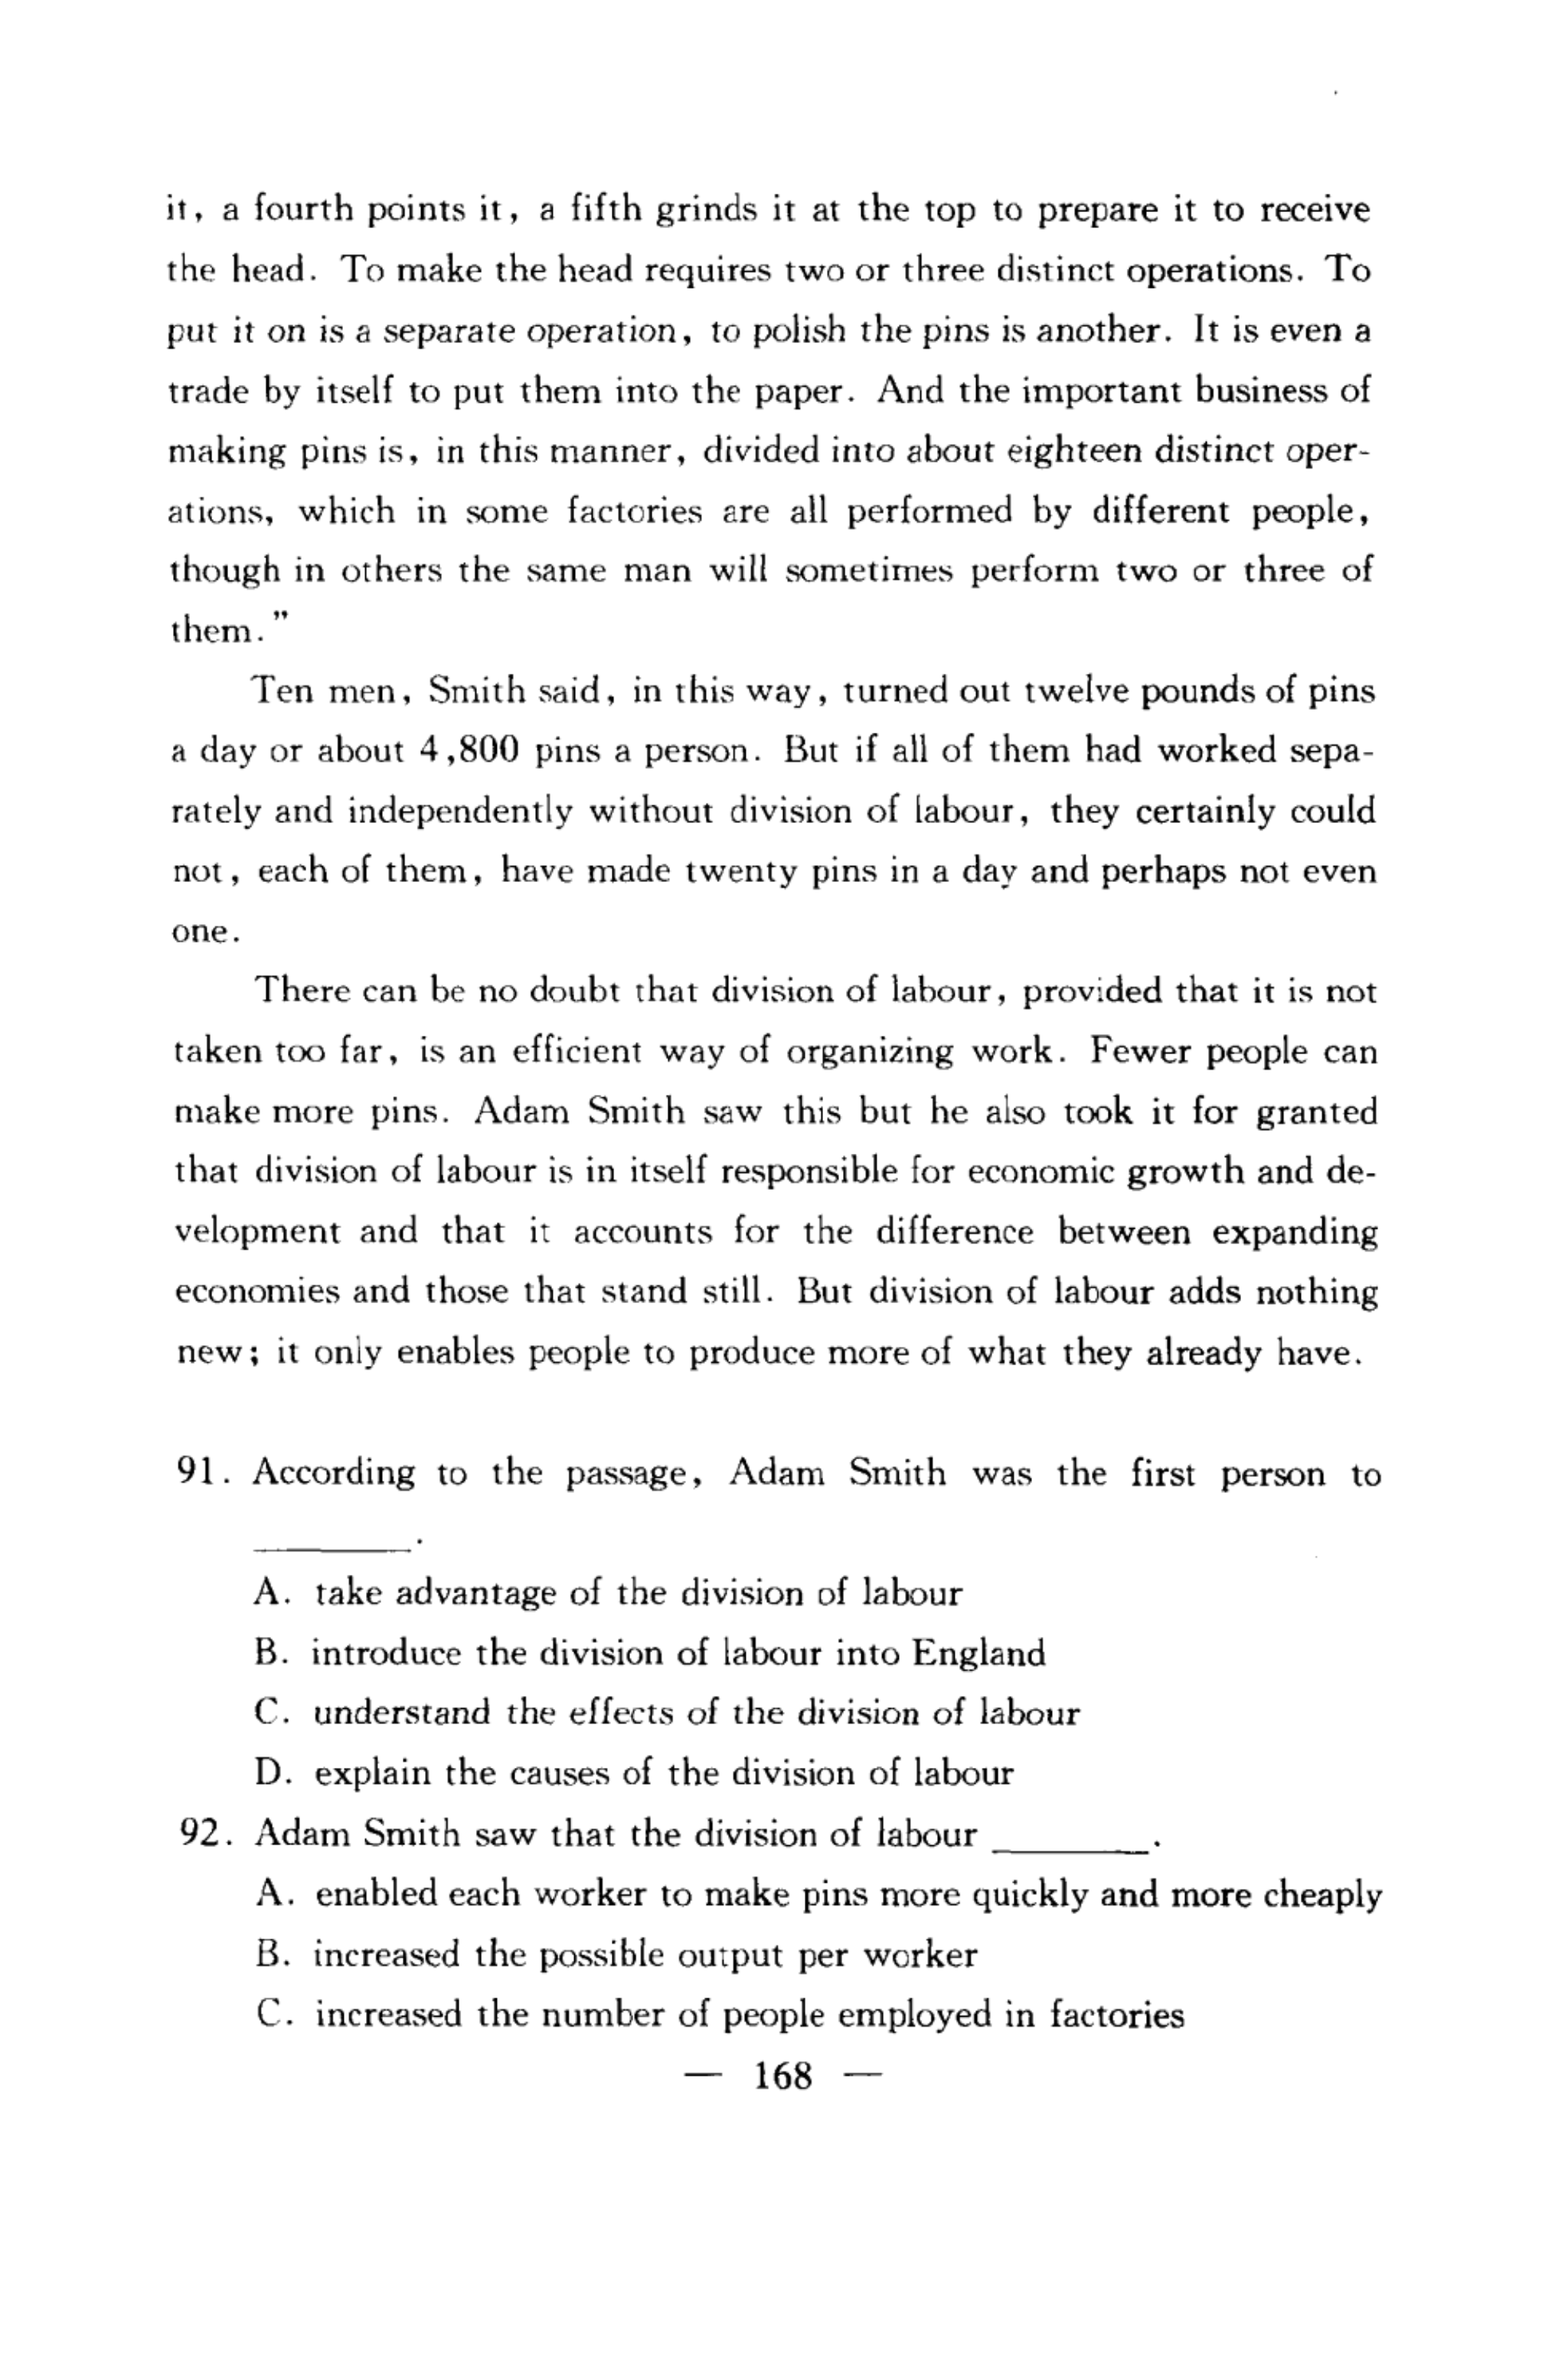 it, a fourth points it, a fifth grinds it at the top to prepare it to receive
the head. To make the head requires two or three distinct operations. To
put it on is a separate operation, to polish the pins is another. It is even a
trade by itself to put them into the paper. And the important business of
making pins is, in this manner, divided into about eighteen distinct oper-
ations, which in some factories are all performed by different people,
though in others the same man will sometimes perform two or three of
them."
Ten men, Smith said, in this way, turned out twelve pounds of pins
a day or about 4,800 pins a person. But if all of them had worked sepa-
rately and independently without division of labour, they certainly could
not, each of them, have made twenty pins in a day and perhaps not even
one.
There can be no doubt that division of labour, provided that it is not
taken too far, is an efficient way of organizing work. Fewer people can
make more pins. Adam Smith saw this but he also took it for granted
that division of labour is in itself responsible for economic growth and de-
velopment and that it accounts for the difference between expanding
economies and those that stand still. But division of labour adds nothing
new; it only enables people to produce more of what they already have.
91. According to the passage, Adam Smith was the first person to
________.
A. take advantage of the division of labour
B. introduce the division of labour into England
C. understand the effects of the division of labour
D. explain the causes of the division of labour
92. Adam Smith saw that the division of labour ________.
A. enabled each worker to make pins more quickly and more cheaply
B. increased the possible output per worker
C. increased the number of people employed in factories
— 168 —